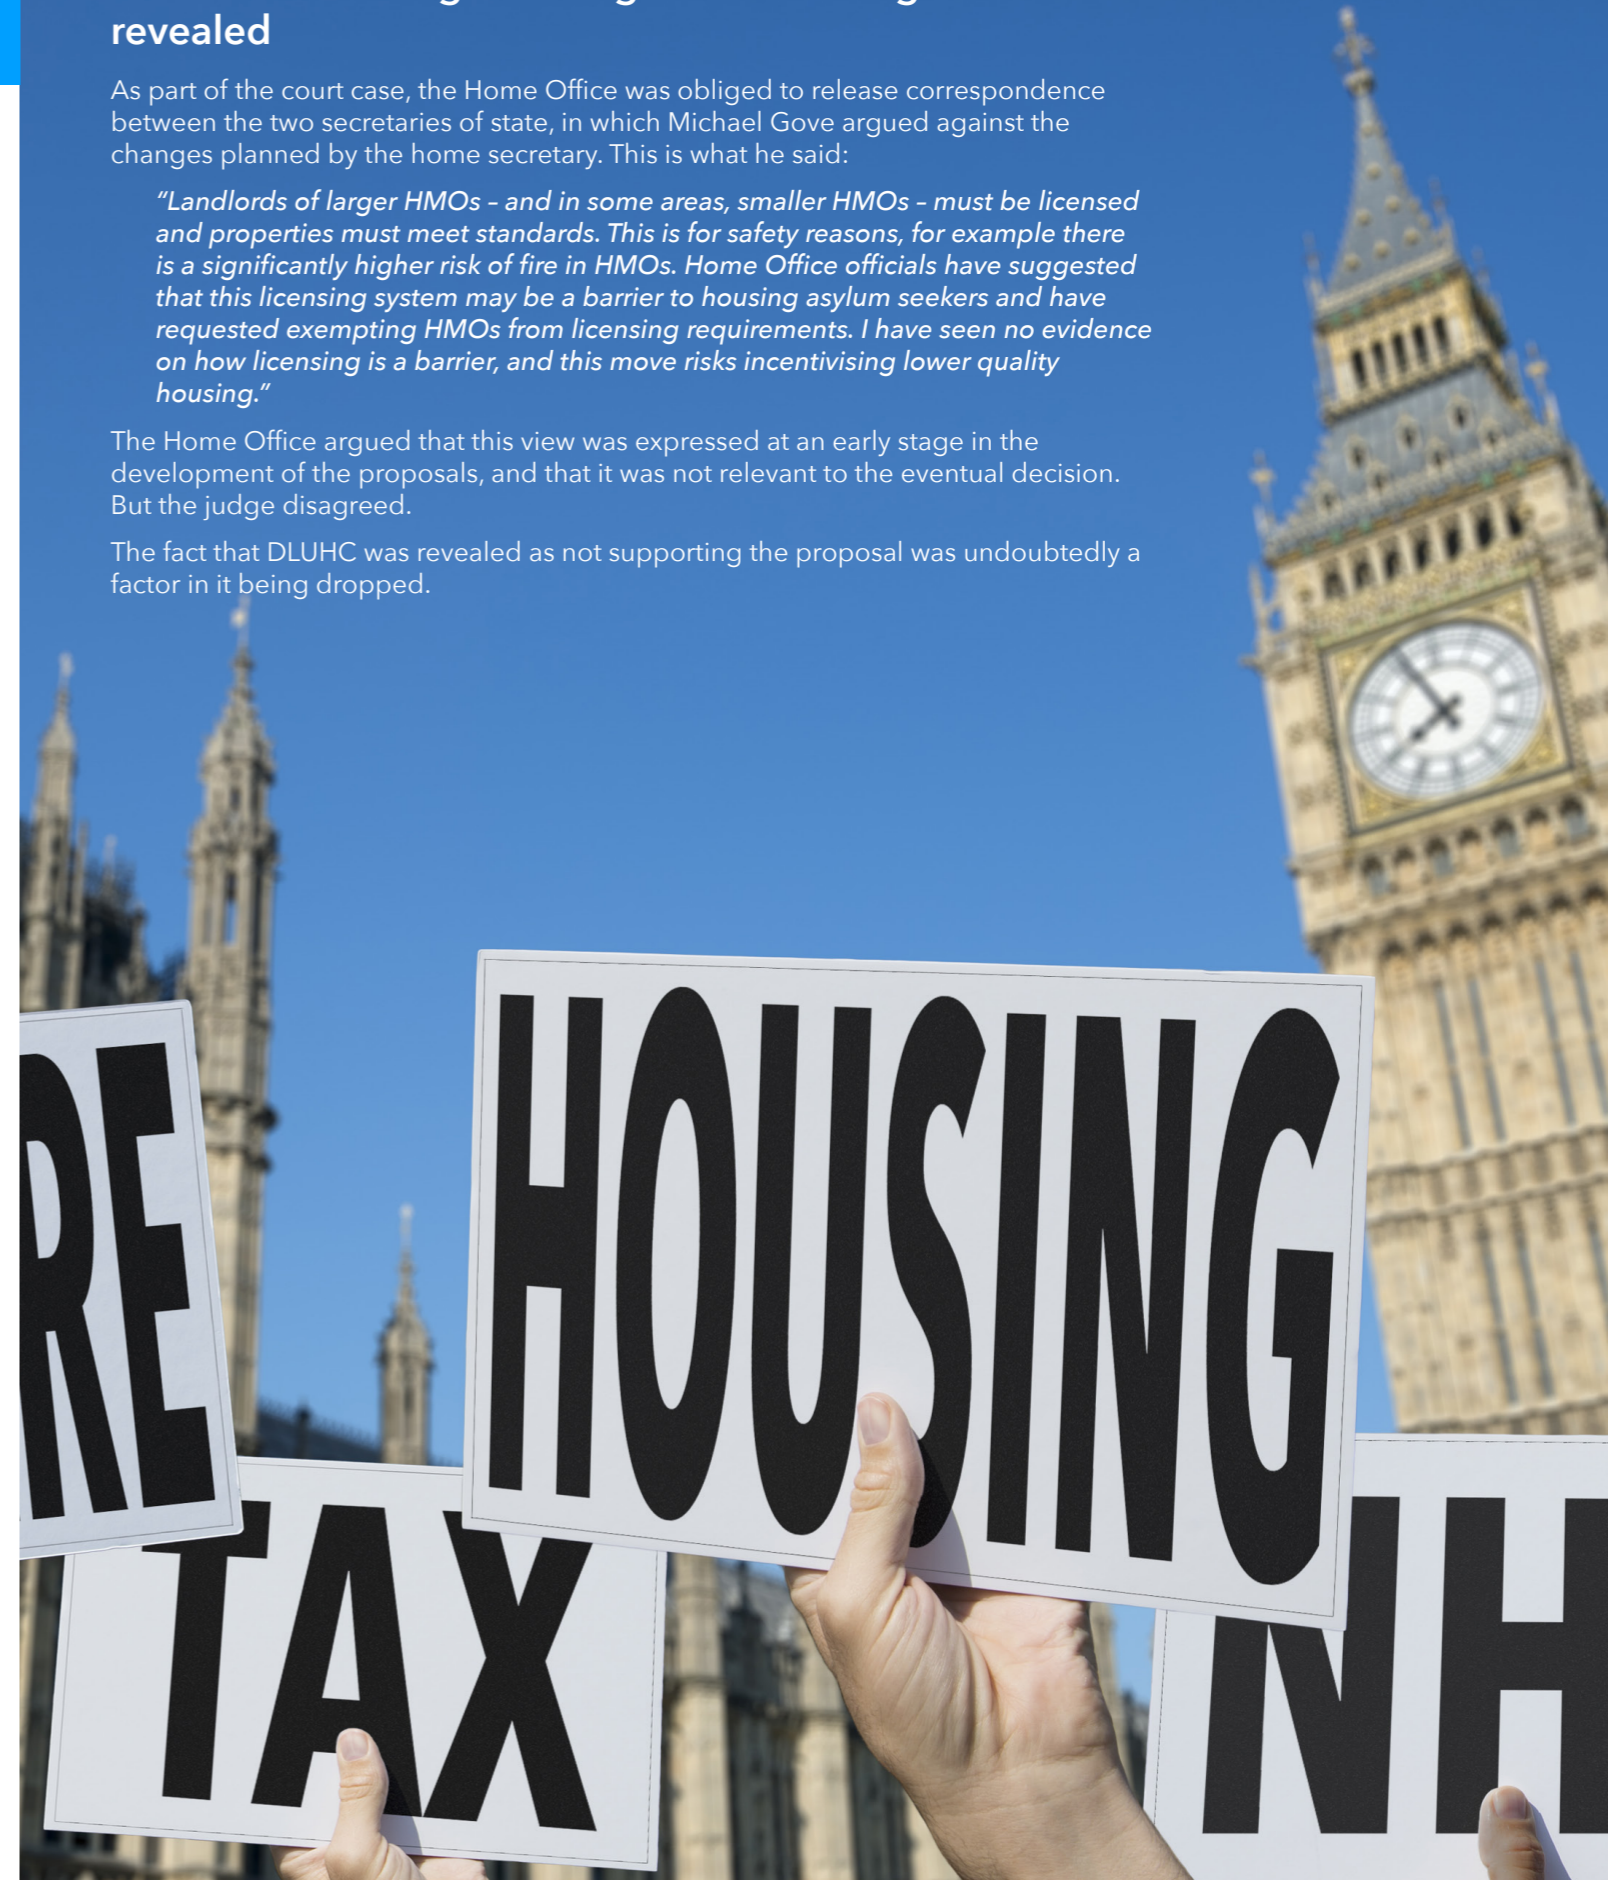 revealed
As part of the court case, the Home Office was obliged to release correspondence
between the two secretaries of state, in which Michael Gove argued against the
changes planned by the home secretary. This is what he said:
“Landlords of larger HMOs – and in some areas, smaller HMOs – must be licensed
and properties must meet standards. This is for safety reasons, for example there
is a significantly higher risk of fire in HMOs. Home Office officials have suggested
that this licensing system may be a barrier to housing asylum seekers and have
requested exempting HMOs from licensing requirements. I have seen no evidence
on how licensing is a barrier, and this move risks incentivising lower quality
housing.”
The Home Office argued that this view was expressed at an early stage in the
development of the proposals, and that it was not relevant to the eventual decision.
But the judge disagreed.
The fact that DLUHC was revealed as not supporting the proposal was undoubtedly a
factor in it being dropped.
RE
HOUSING
TAX
NH